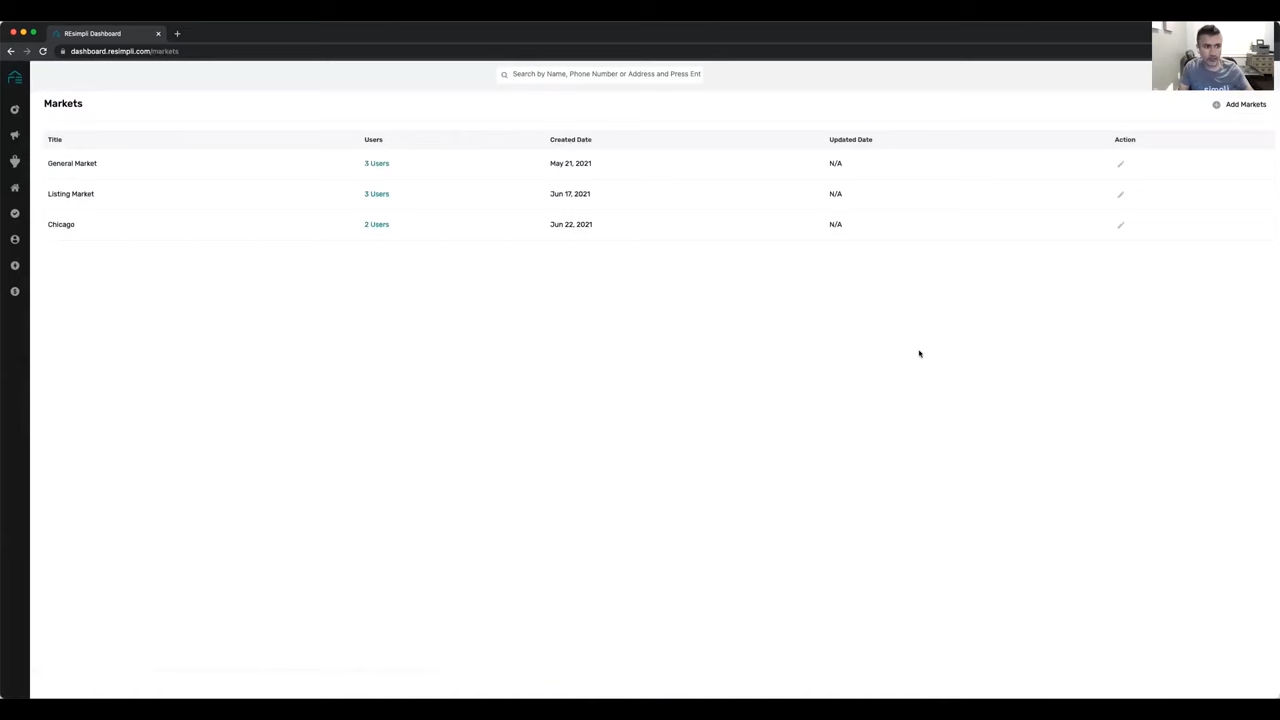 REsimpli Dashboard
dashboard.resimpli.com/markets
Search by Name, Phone Number or Address and Press Ent
simpli
Markets
Add Markets
Title Users Created Date Updated Date Action
General Market 3 Users May 21, 2021 N/A
Listing Market 3 Users Jun 17, 2021 N/A
Chicago 2 Users Jun 22, 2021 N/A